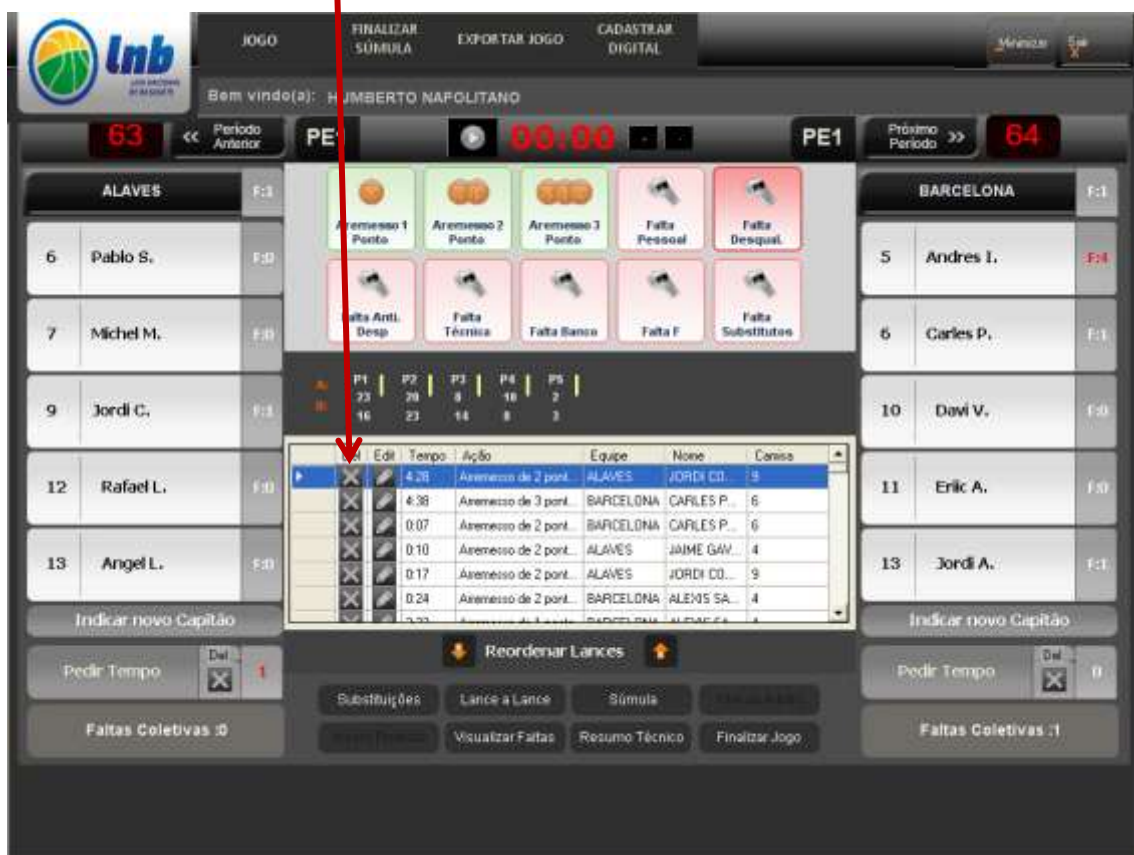 lnb
JOGO
FINALIZAR
SÚMULA
EXPORTAR JOGO
CADASTRAR
DIGITAL
Minimizar
Bem vindo(a): HUMBERTO NAPOLITANO
63
<< Período
Anterior
PE1
00:00
PE1
Próximo >>
Período
64
ALAVES F:1
6 Pablo S. F:0
7 Michel M. F:0
9 Jordi C. F:1
12 Rafael L. F:0
13 Angel L. F:0
Indicar novo Capitão
Pedir Tempo Del 1
Faltas Coletivas :0
Arremesso 1
Ponto
Arremesso 2
Ponto
Arremesso 3
Ponto
Falta
Pessoal
Falta
Desqual.
Falta Anti.
Desp
Falta
Técnica
Falta Banco
Falta F
Falta
Substitutos
P1 P2 P3 P4 P5
A: 23 20 8 10 2
B: 16 23 14 8 3
Del Edit Tempo Ação Equipe Nome Camisa
4:28 Arremesso de 2 pont... ALAVES JORDI CO... 9
4:38 Arremesso de 3 pont... BARCELONA CARLES P... 6
0:07 Arremesso de 2 pont... BARCELONA CARLES P... 6
0:10 Arremesso de 2 pont... ALAVES JAIME GAV... 4
0:17 Arremesso de 2 pont... ALAVES JORDI CO... 9
0:24 Arremesso de 2 pont... BARCELONA ALEXIS SA... 4
Reordenar Lances
Substituições
Lance a Lance
Súmula
Visualizar Faltas
Resumo Técnico
Finalizar Jogo
BARCELONA F:1
5 Andres I. F:4
6 Carles P. F:1
10 Davi V. F:0
11 Erik A. F:0
13 Jordi A. F:1
Indicar novo Capitão
Pedir Tempo Del 0
Faltas Coletivas :1